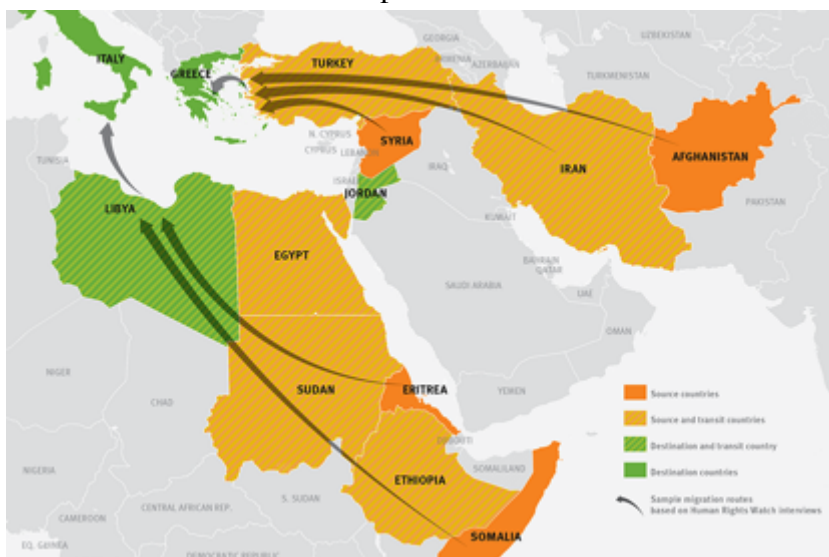 ITALY
GREECE
TURKEY
GEORGIA
ARMENIA
AZERBAIJAN
UZBEKISTAN
TURKMENISTAN
N. CYPRUS
CYPRUS
LEBANON
SYRIA
ISRAEL
JORDAN
IRAQ
IRAN
AFGHANISTAN
PAKISTAN
TUNISIA
LIBYA
EGYPT
KUWAIT
BAHRAIN
QATAR
SAUDI ARABIA
UAE
OMAN
NIGER
CHAD
SUDAN
ERITREA
YEMEN
DJIBOUTI
SOMALILAND
NIGERIA
ETHIOPIA
S. SUDAN
CENTRAL AFRICAN REP.
CAMEROON
SOMALIA
EQ. GUINEA
DEMOCRATIC REPUBLIC
Source countries
Source and transit countries
Destination and transit country
Destination countries
Sample migration routes
based on Human Rights Watch interviews